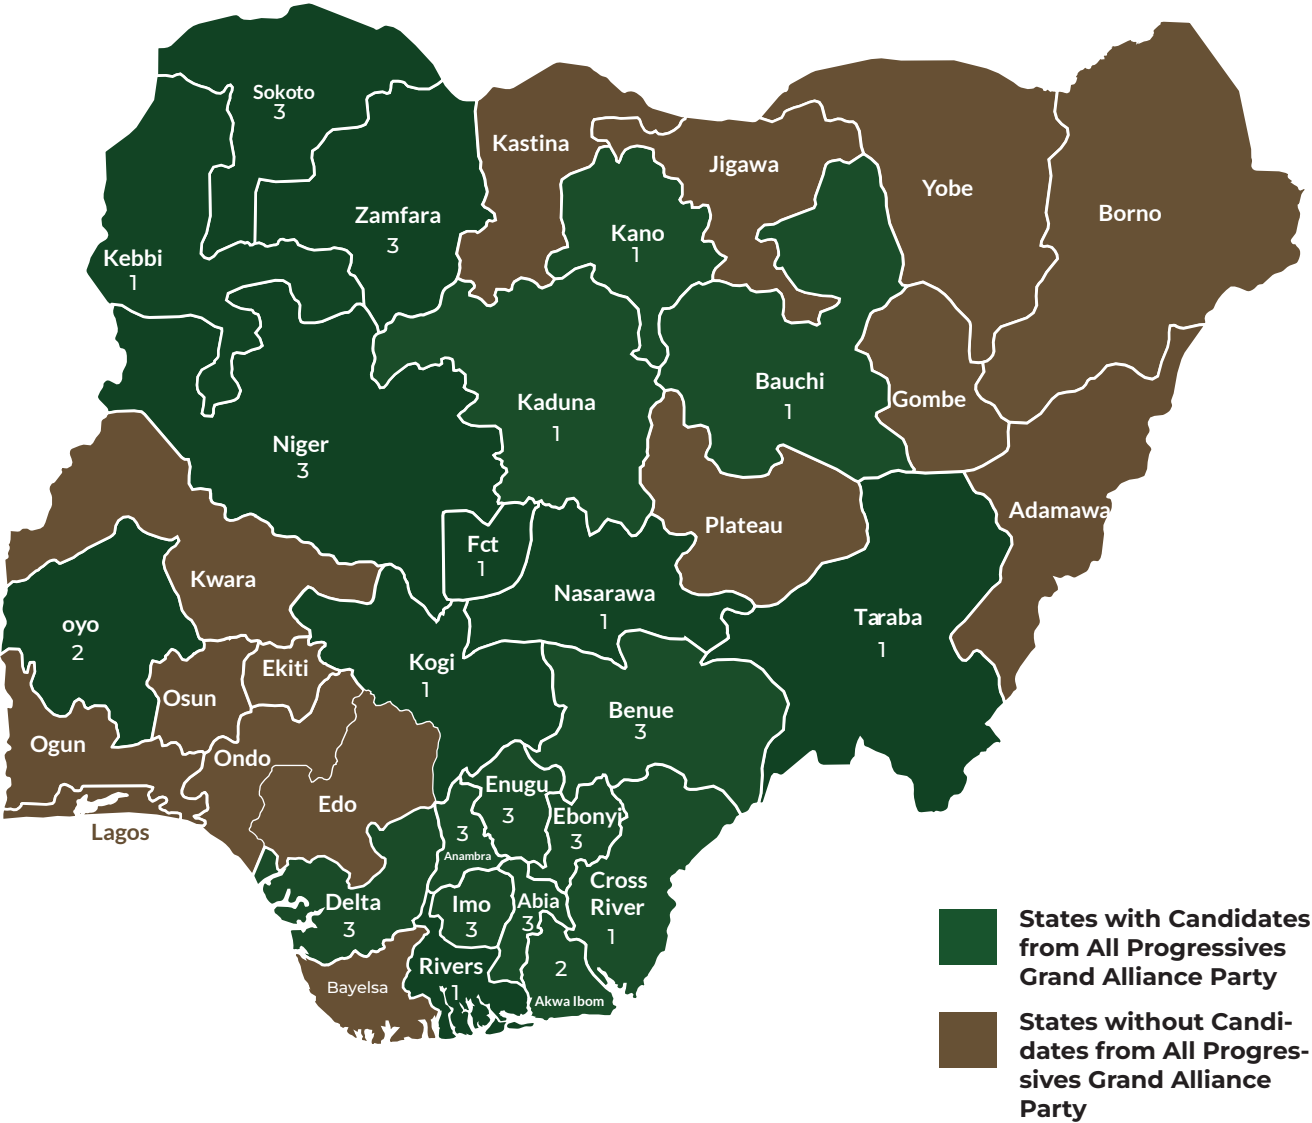 Sokoto
3
Kastina
Jigawa
Yobe
Borno
Zamfara
3
Kano
1
Kebbi
1
Bauchi
1
Gombe
Kaduna
1
Niger
3
Adamawa
Plateau
Fct
1
Kwara
Nasarawa
1
Taraba
1
oyo
2
Kogi
1
Ekiti
Osun
Benue
3
Ogun
Ondo
Edo
Enugu
3
Ebonyi
3
Lagos
3
Anambra
Cross
River
1
Delta
3
Imo
3
Abia
3
Rivers
1
2
Akwa Ibom
Bayelsa
States with Candidates
from All Progressives
Grand Alliance Party
States without Candi-
dates from All Progres-
sives Grand Alliance
Party